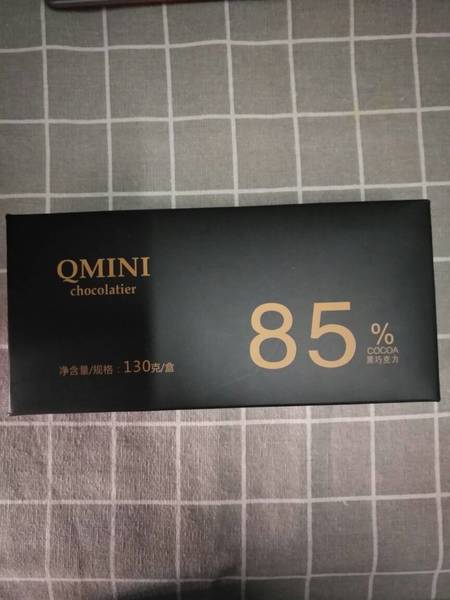 QMINI
chocolatier
85%
COCOA
黑巧克力
净含量/规格：130克/盒